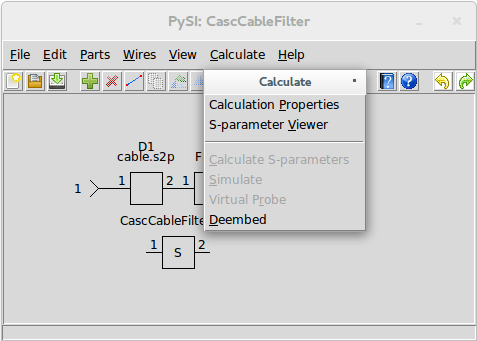 PySI: CascCableFilter
File Edit Parts Wires View Calculate Help
Calculate
Calculation Properties
S-parameter Viewer
Calculate S-parameters
Simulate
Virtual Probe
Deembed
D1
cable.s2p F
1 1 2 1
CascCableFilte
1 S 2